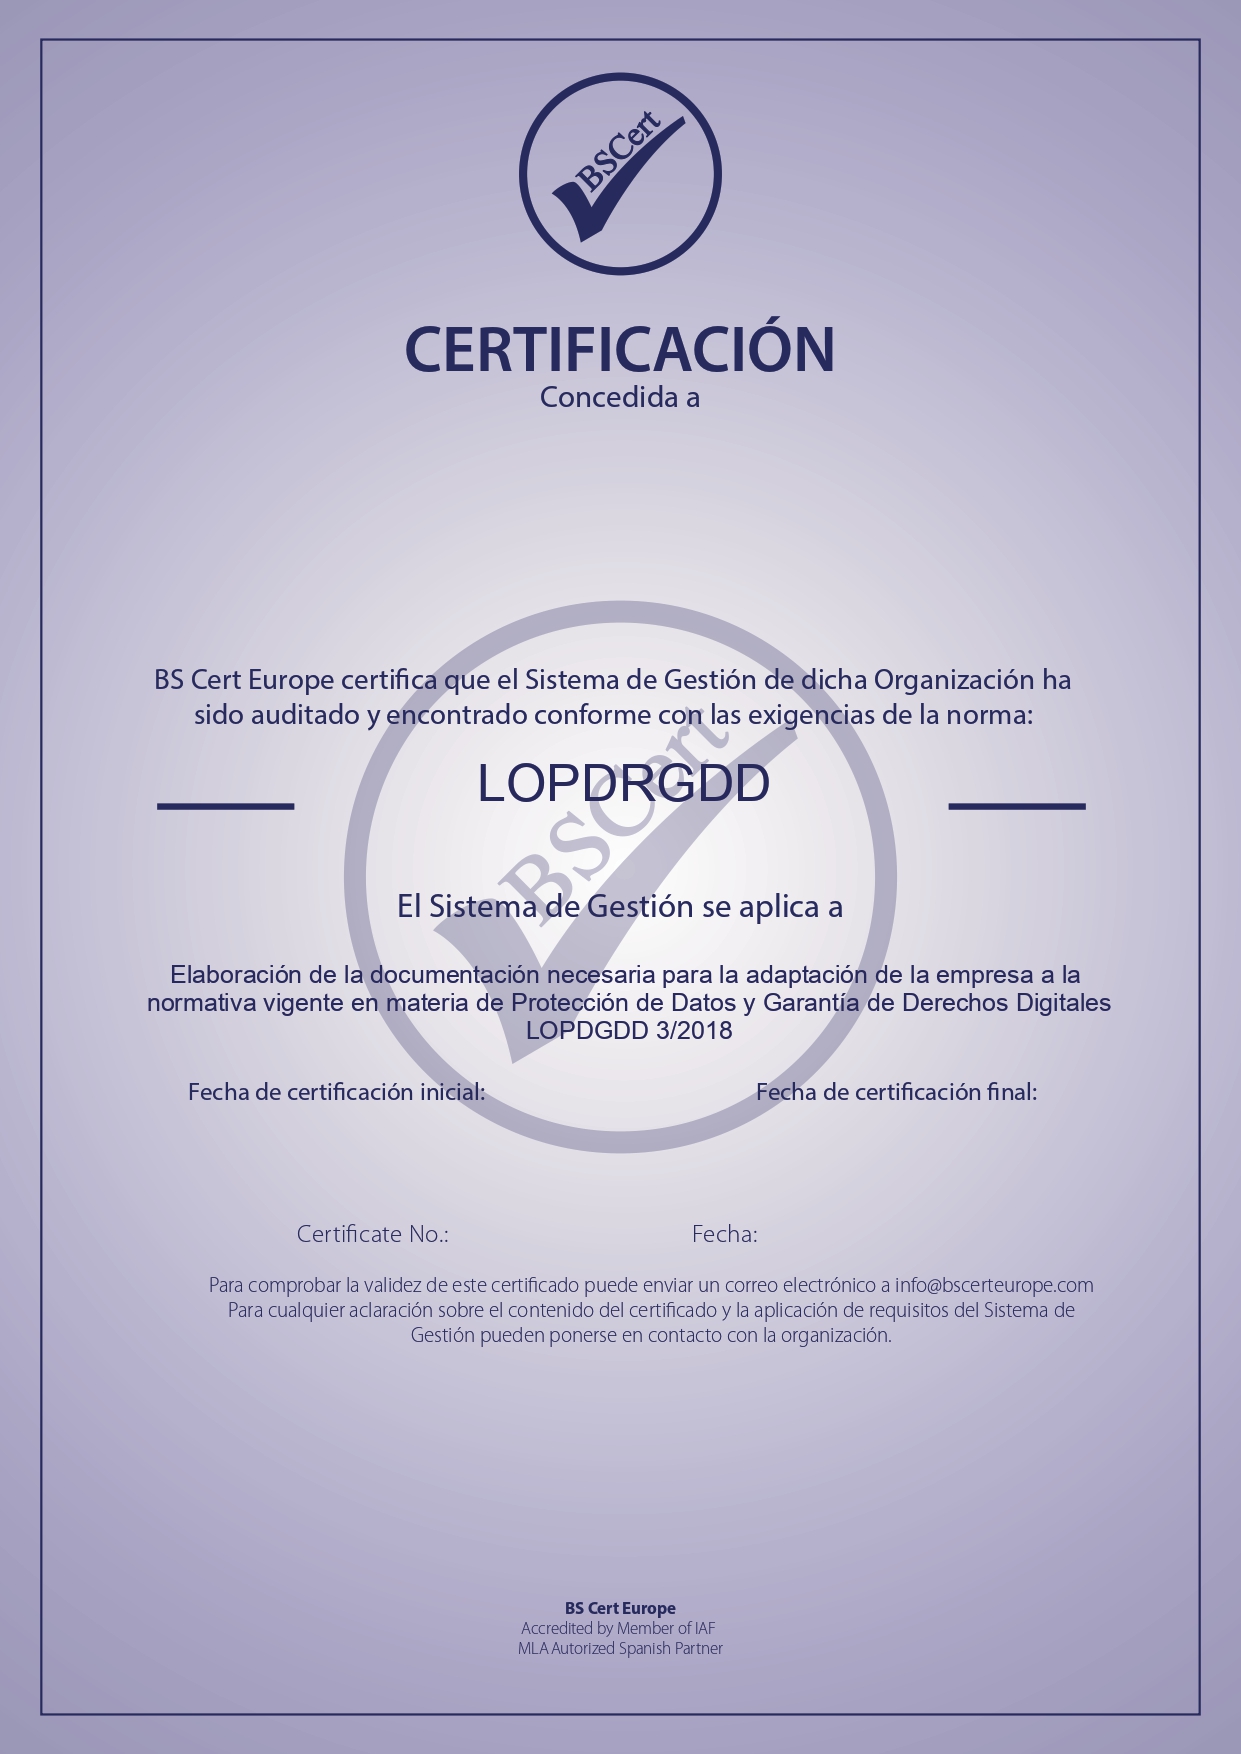 BSCert
CERTIFICACIÓN
Concedida a
BS Cert Europe certifica que el Sistema de Gestión de dicha Organización ha
sido auditado y encontrado conforme con las exigencias de la norma:
LOPDRGDD
BSCert
El Sistema de Gestión se aplica a
Elaboración de la documentación necesaria para la adaptación de la empresa a la
normativa vigente en materia de Protección de Datos y Garantía de Derechos Digitales
LOPDGDD 3/2018
Fecha de certificación inicial: Fecha de certificación final:
Certificate No.: Fecha:
Para comprobar la validez de este certificado puede enviar un correo electrónico a info@bscerteurope.com
Para cualquier aclaración sobre el contenido del certificado y la aplicación de requisitos del Sistema de
Gestión pueden ponerse en contacto con la organización.
BS Cert Europe
Accredited by Member of IAF
MLA Autorized Spanish Partner